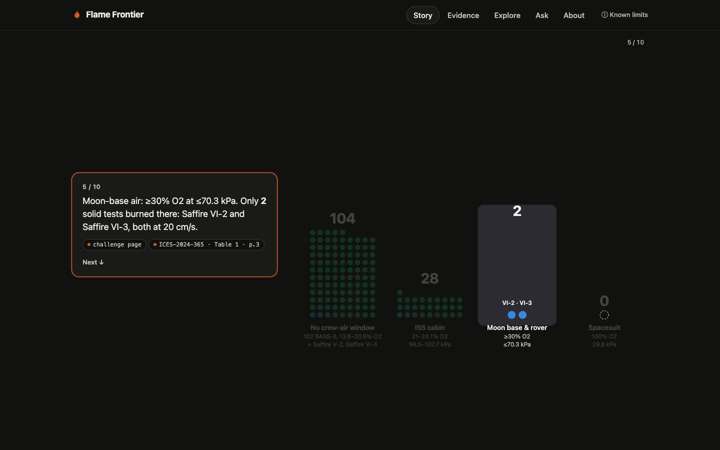 Flame Frontier
Story Evidence Explore Ask About ⓘ Known limits
5 / 10
5 / 10
Moon-base air: ≥30% O2 at ≤70.3 kPa. Only 2
solid tests burned there: Saffire VI-2 and
Saffire VI-3, both at 20 cm/s.
challenge page ICES-2024-365 · Table 1 · p.3
Next ↓
104
28
2
0
VI-2 · VI-3
No crew-air window
ISS cabin
Moon base & rover
≥30% O2
≤70.3 kPa
Spacesuit
100% O2